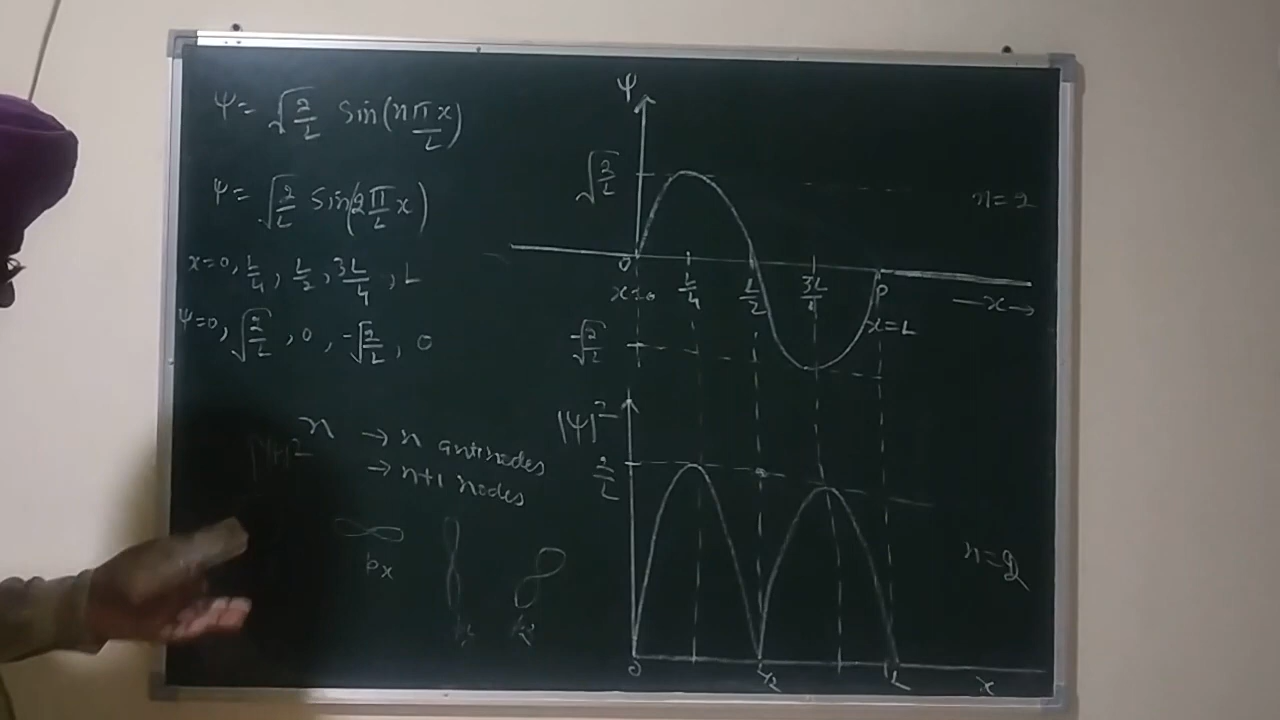 ψ= √2/L Sin(nπx/L)
ψ= √2/L Sin(2π/L x)
x=0, L/4, L/2, 3L/4, L
ψ=0, √2/L, 0, -√2/L, 0
n → n antinodes
→ n+1 nodes
px
ψ
√2/L
n=2
0
x=0
L/4
L/2
3L/4
P
x=L
—x→
-√2/L
|ψ|²
2/L
n=2
0
L/2
L
x